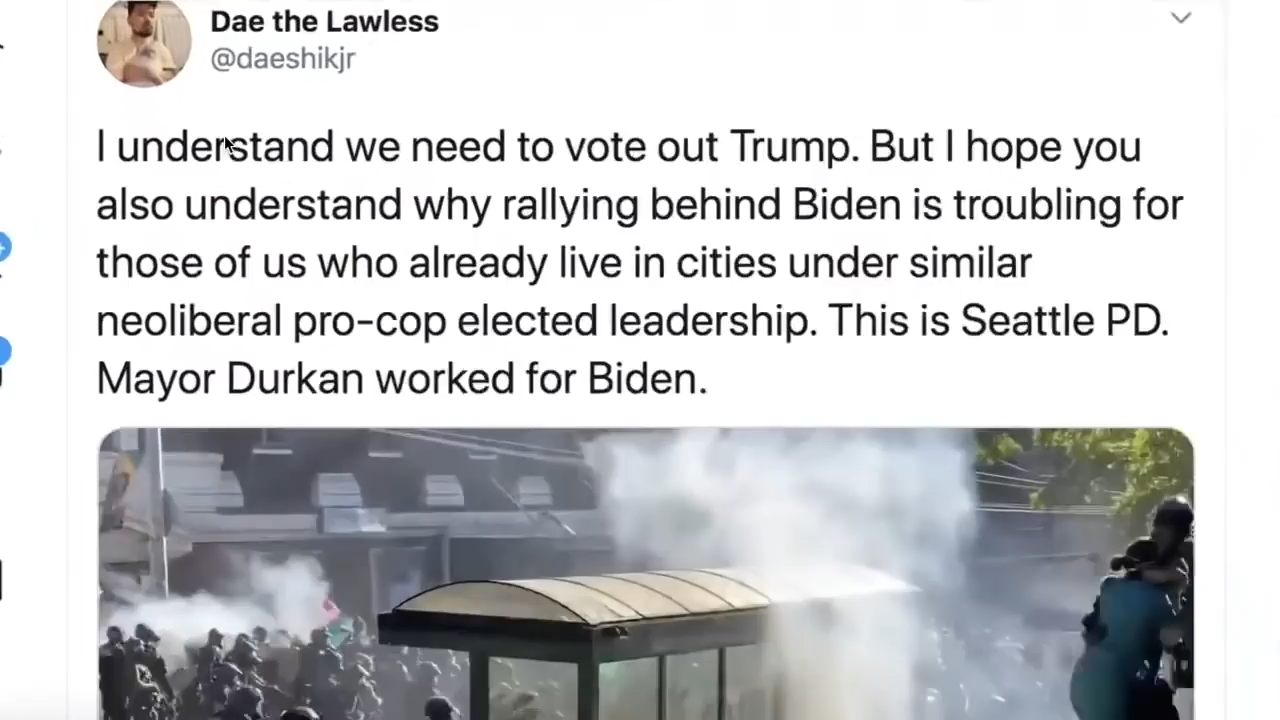 Dae the Lawless
@daeshikjr
I understand we need to vote out Trump. But I hope you
also understand why rallying behind Biden is troubling for
those of us who already live in cities under similar
neoliberal pro-cop elected leadership. This is Seattle PD.
Mayor Durkan worked for Biden.